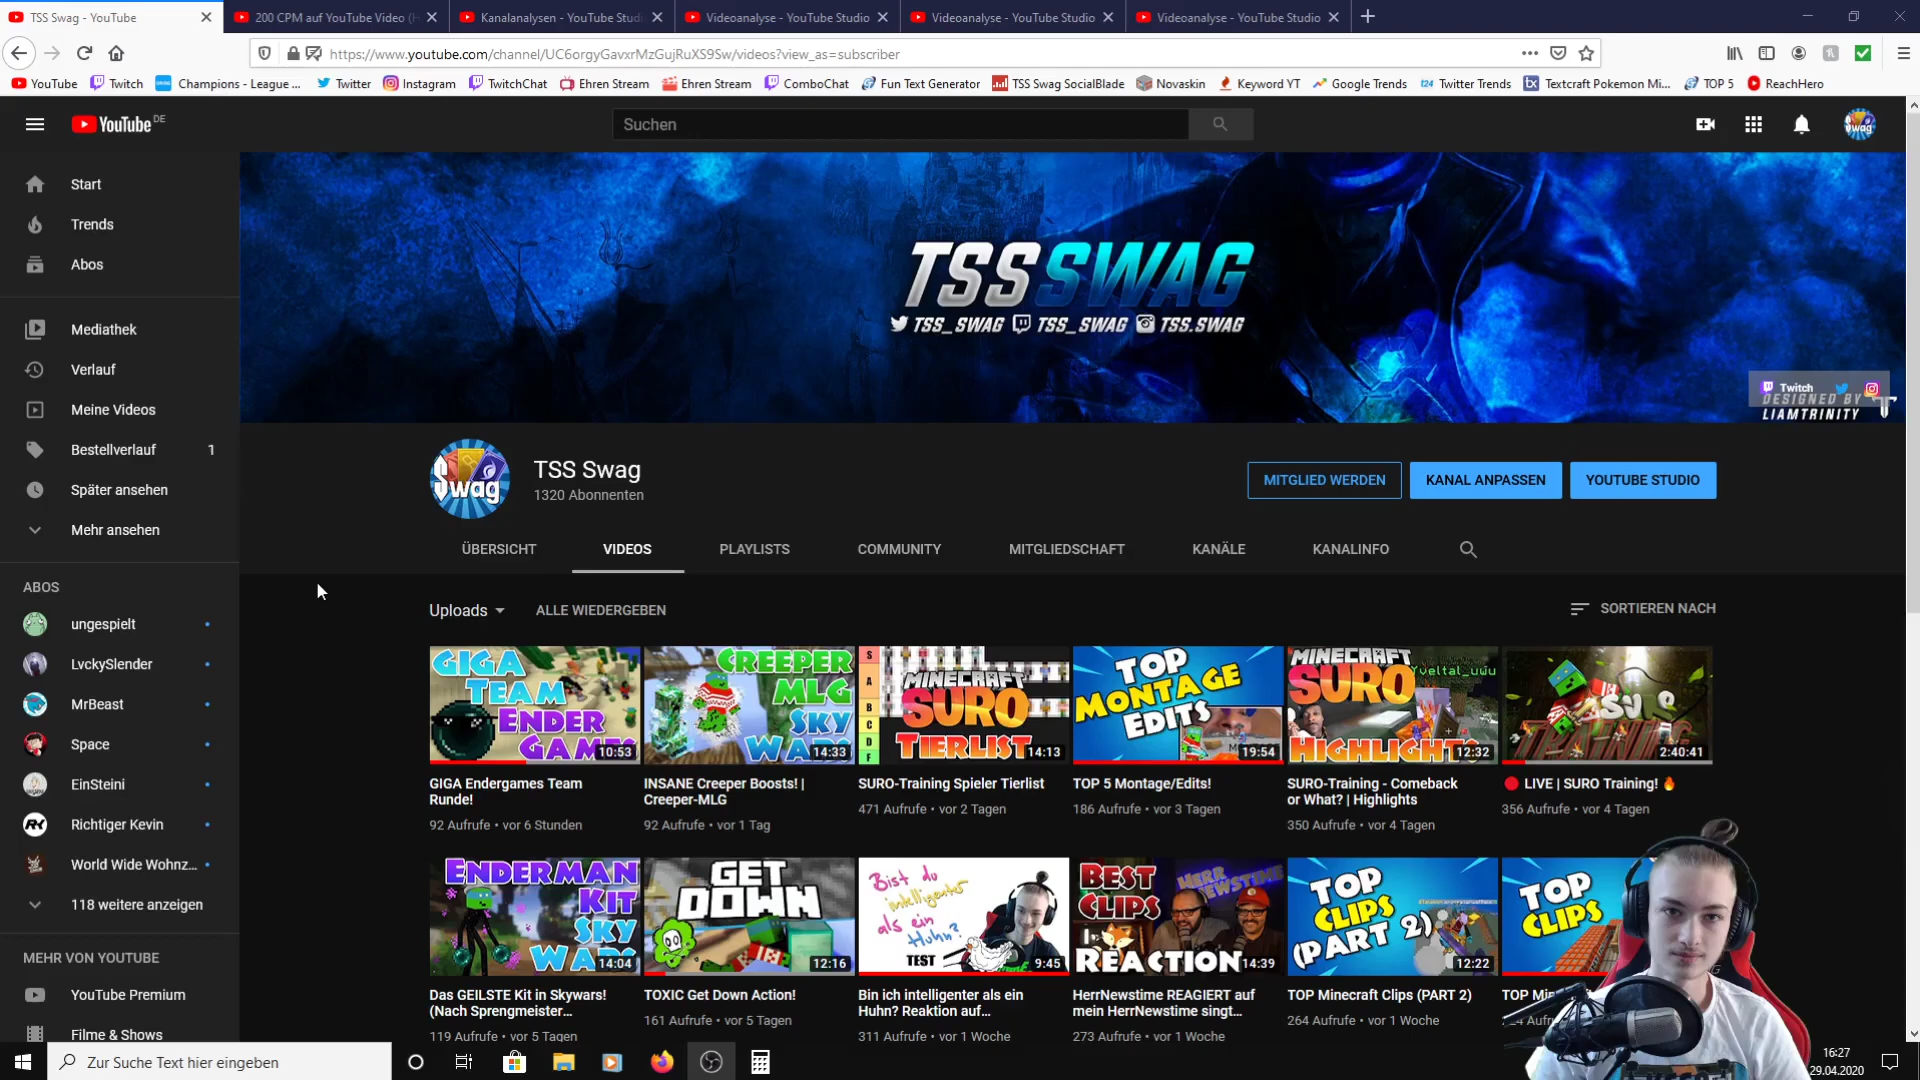 TSS Swag - YouTube
200 CPM auf YouTube Video (H
Kanalanalysen - YouTube Studi
Videoanalyse - YouTube Studio
Videoanalyse - YouTube Studio
Videoanalyse - YouTube Studio
https://www.youtube.com/channel/UC6orgyGavxrMzGujRuXS9Sw/videos?view_as=subscriber
YouTube
Twitch
Champions - League ...
Twitter
Instagram
TwitchChat
Ehren Stream
Ehren Stream
ComboChat
Fun Text Generator
TSS Swag SocialBlade
Novaskin
Keyword YT
Google Trends
t24 Twitter Trends
bx Textcraft Pokemon Mi...
TOP 5
ReachHero
YouTube DE
Suchen
Start
Trends
Abos
Mediathek
Verlauf
Meine Videos
Bestellverlauf 1
Später ansehen
Mehr ansehen
ABOS
ungespielt
LvckySlender
MrBeast
Space
EinSteini
Richtiger Kevin
World Wide Wohnz...
118 weitere anzeigen
MEHR VON YOUTUBE
YouTube Premium
Filme & Shows
TSSSWAG
TSS_SWAG TSS_SWAG TSS.SWAG
Twitch
DESIGNED BY
LIAMTRINITY
Swag
TSS Swag
1320 Abonnenten
MITGLIED WERDEN
KANAL ANPASSEN
YOUTUBE STUDIO
ÜBERSICHT
VIDEOS
PLAYLISTS
COMMUNITY
MITGLIEDSCHAFT
KANÄLE
KANALINFO
Uploads
ALLE WIEDERGEBEN
SORTIEREN NACH
GIGA
TEAM
ENDER
GAMES
10:53
GIGA Endergames Team
Runde!
92 Aufrufe • vor 6 Stunden
CREEPER
MLG
SKY
WARS
14:33
INSANE Creeper Boosts! |
Creeper-MLG
92 Aufrufe • vor 1 Tag
S
A
B
C
D
F
MINECRAFT
SURO
TIERLIST
14:13
SURO-Training Spieler Tierlist
471 Aufrufe • vor 2 Tagen
TOP
MONTAGE
EDITS
19:54
TOP 5 Montage/Edits!
186 Aufrufe • vor 3 Tagen
MINECRAFT
SURO
Yveltal_uwu
HIGHLIGHTS
12:32
SURO-Training - Comeback
or What? | Highlights
350 Aufrufe • vor 4 Tagen
2:40:41
LIVE | SURO Training!
356 Aufrufe • vor 4 Tagen
ENDERMAN
KIT
SKY
WARS
14:04
Das GEILSTE Kit in Skywars!
(Nach Sprengmeister...
119 Aufrufe • vor 5 Tagen
GET
DOWN
12:16
TOXIC Get Down Action!
161 Aufrufe • vor 5 Tagen
Bist du
intelligenter
als ein
Huhn?
TEST
9:45
Bin ich intelligenter als ein
Huhn? Reaktion auf...
311 Aufrufe • vor 1 Woche
BEST
CLIPS
HERR
NEWSTIME
REACTION
14:39
HerrNewstime REAGIERT auf
mein HerrNewstime singt...
273 Aufrufe • vor 1 Woche
TOP
CLIPS
(PART 2)
12:22
TOP Minecraft Clips (PART 2)
264 Aufrufe • vor 1 Woche
TOP
CLIPS
Zur Suche Text hier eingeben
16:27
29.04.2020